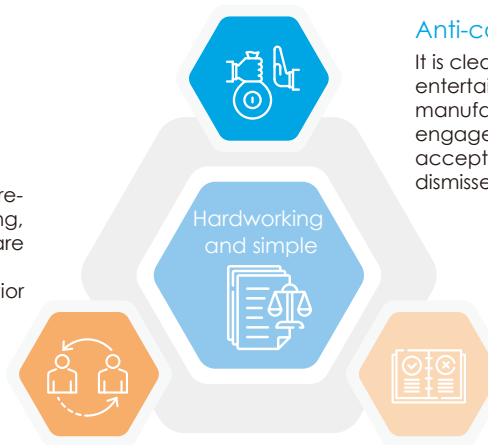 Anti-co
It is clea
entertai
manufa
engage
accept
dismisse
re-
ng,
are
ior
Hardworking
and simple